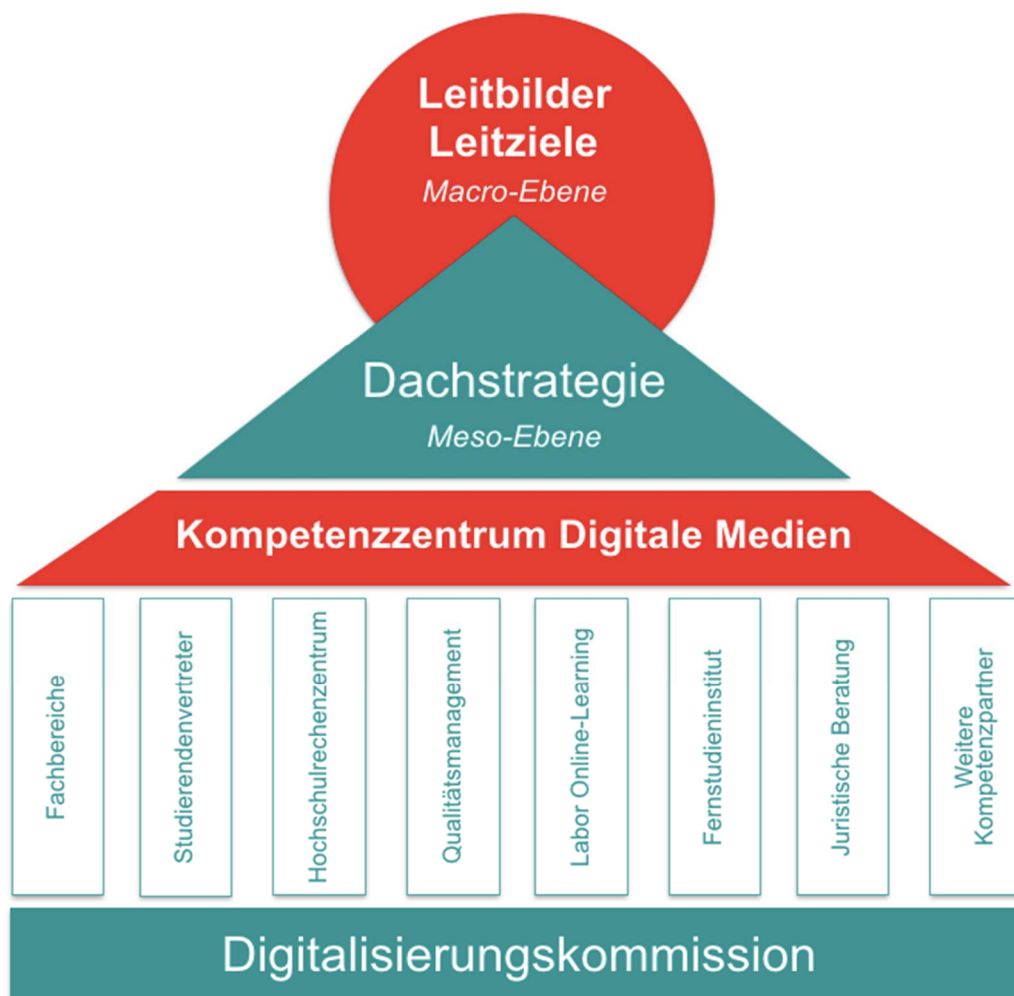 Leitbilder
Leitziele
Macro-Ebene
Dachstrategie
Meso-Ebene
Kompetenzzentrum Digitale Medien
Fachbereiche
Studierendenvertreter
Hochschulrechenzentrum
Qualitätsmanagement
Labor Online-Learning
Fernstudieninstitut
Juristische Beratung
Weitere
Kompetenzpartner
Digitalisierungskommission